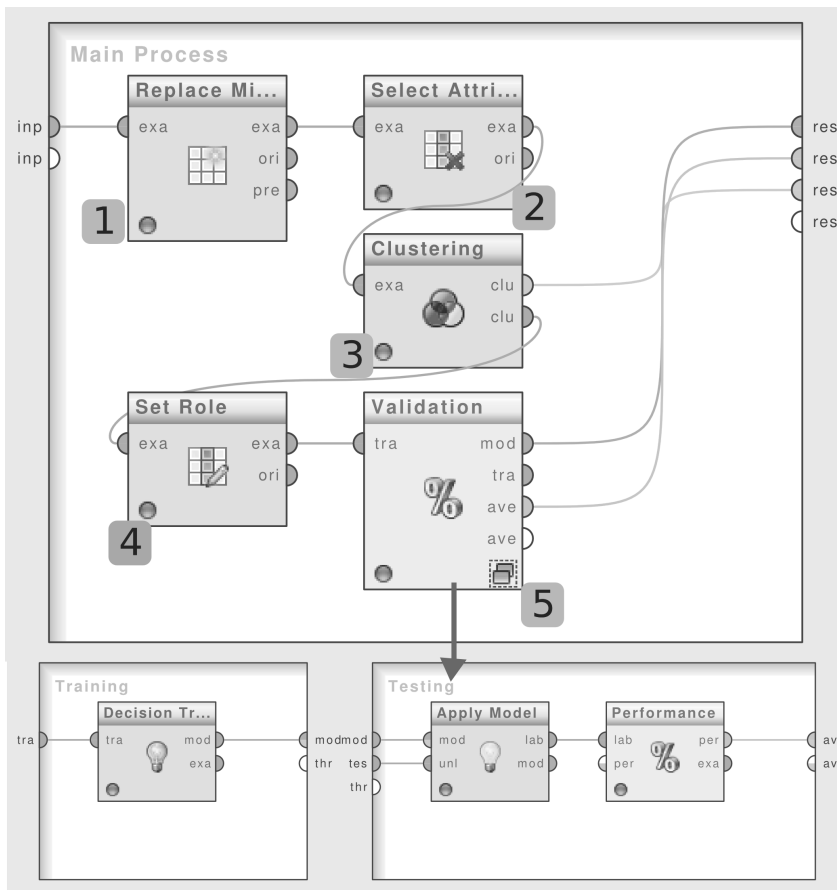 Main Process
Replace Mi...
Select Attri...
inp exa exa exa exa res
inp ori ori res
pre res
1 2 res
Clustering
exa clu
clu
3
Set Role Validation
exa exa tra mod
ori tra
ave
4 ave
5
Training Testing
Decision Tr... Apply Model Performance
tra tra mod mod mod mod lab lab per av
exa thr tes unl mod per exa av
thr